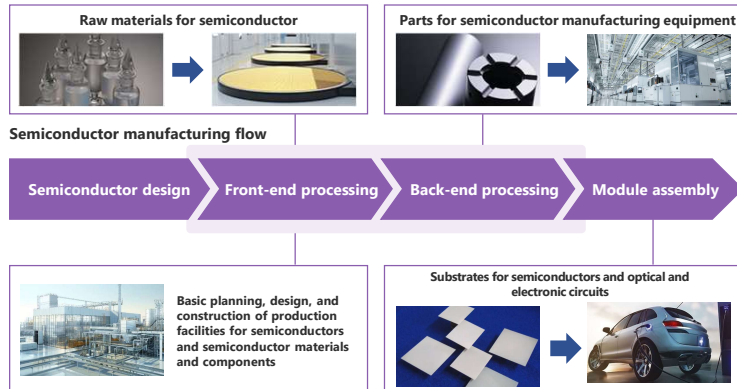 Raw materials for semiconductor
Parts for semiconductor manufacturing equipment
Semiconductor manufacturing flow
Semiconductor design
Front-end processing
Back-end processing
Module assembly
Basic planning, design, and
construction of production
facilities for semiconductors
and semiconductor materials
and components
Substrates for semiconductors and optical and
electronic circuits